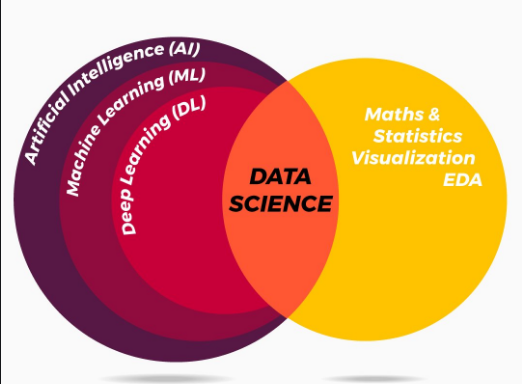 Artificial Intelligence (AI)
Machine Learning (ML)
Deep Learning (DL)
DATA
SCIENCE
Maths &
Statistics
Visualization
EDA